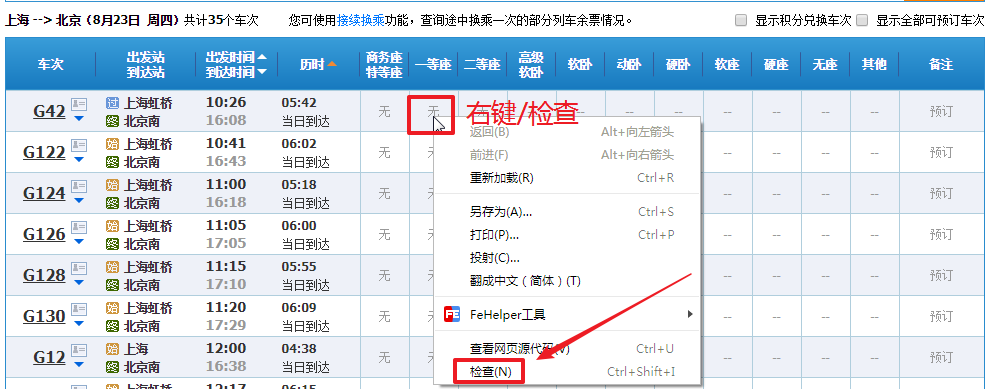 上海 --> 北京（8月23日 周四）共计35个车次 您可使用接续换乘功能，查询途中换乘一次的部分列车余票情况。 显示积分兑换车次 显示全部可预订车次
车次 出发站 出发时间 历时 商务座 一等座 二等座 高级 软卧 动卧 硬卧 软座 硬座 无座 其他 备注
到达站 到达时间 特等座 软卧
右键/检查
G42 过 上海虹桥 10:26 05:42 无 无 -- -- -- -- -- -- -- -- 预订
终 北京南 16:08 当日到达
G122 始 上海虹桥 10:41 06:02 无 -- -- -- -- -- 预订
终 北京南 16:43 当日到达
G124 始 上海虹桥 11:00 05:18 无 -- -- -- -- -- 预订
终 北京南 16:18 当日到达
G126 始 上海虹桥 11:05 06:00 无 -- -- -- -- -- 预订
终 北京南 17:05 当日到达
G128 始 上海虹桥 11:15 05:55 无 -- -- -- -- -- 预订
终 北京南 17:10 当日到达
G130 始 上海虹桥 11:20 06:09 无 -- -- -- -- -- 预订
终 北京南 17:29 当日到达
G12 始 上海 12:00 04:38 无 -- -- -- -- -- 预订
终 北京南 16:38 当日到达
返回(B) Alt+向左箭头
前进(F) Alt+向右箭头
重新加载(R) Ctrl+R
另存为(A)... Ctrl+S
打印(P)... Ctrl+P
投射(C)...
翻成中文（简体）(T)
FE FeHelper工具
查看网页源代码(V) Ctrl+U
检查(N) Ctrl+Shift+I